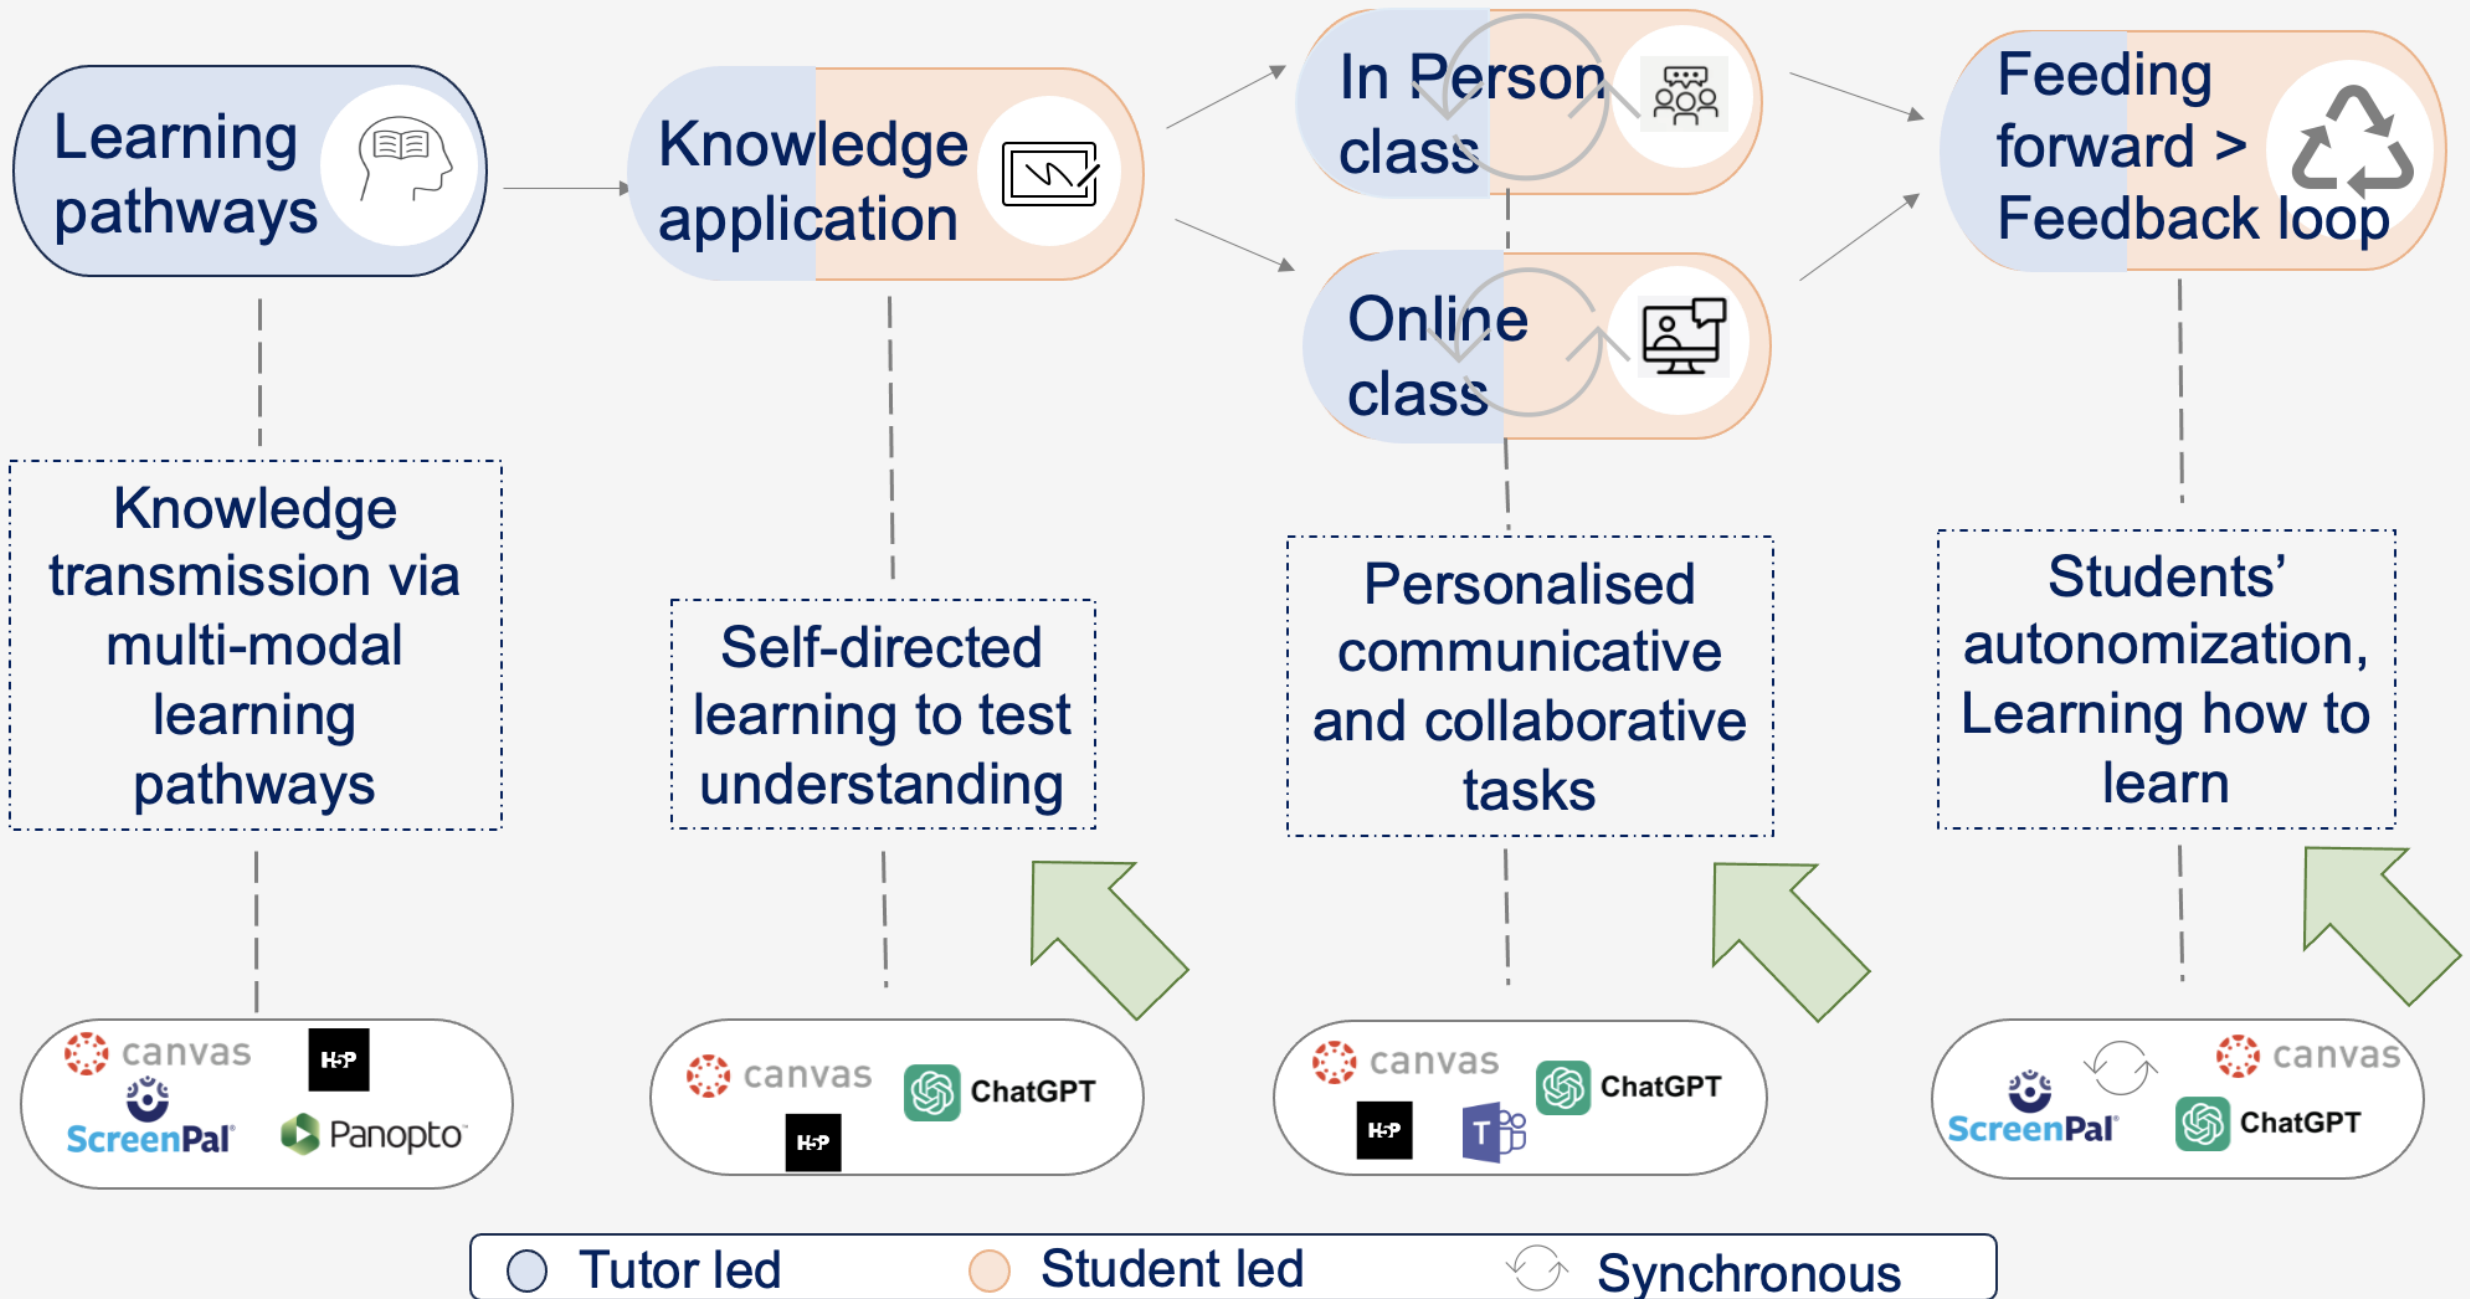 Learning
pathways
Knowledge
application
In Person
class
Online
class
Feeding
forward >
Feedback loop
Knowledge
transmission via
multi-modal
learning
pathways
Self-directed
learning to test
understanding
Personalised
communicative
and collaborative
tasks
Students’
autonomization,
Learning how to
learn
canvas
H5P
ScreenPal®
Panopto™
canvas
ChatGPT
H5P
canvas
ChatGPT
H5P
T
canvas
ScreenPal®
ChatGPT
Tutor led
Student led
Synchronous